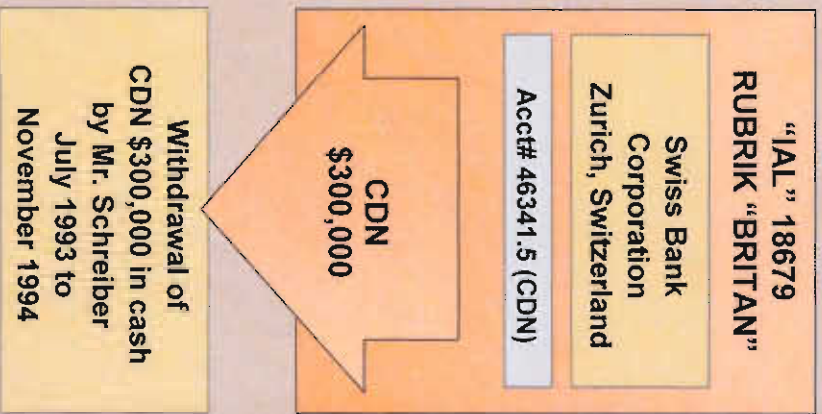 “IAL” 18679
RUBRIK “BRITAN”
Swiss Bank
Corporation
Zurich, Switzerland
Acct# 46341.5 (CDN)
CDN
$300,000
Withdrawal of
CDN $300,000 in cash
by Mr. Schreiber
July 1993 to
November 1994